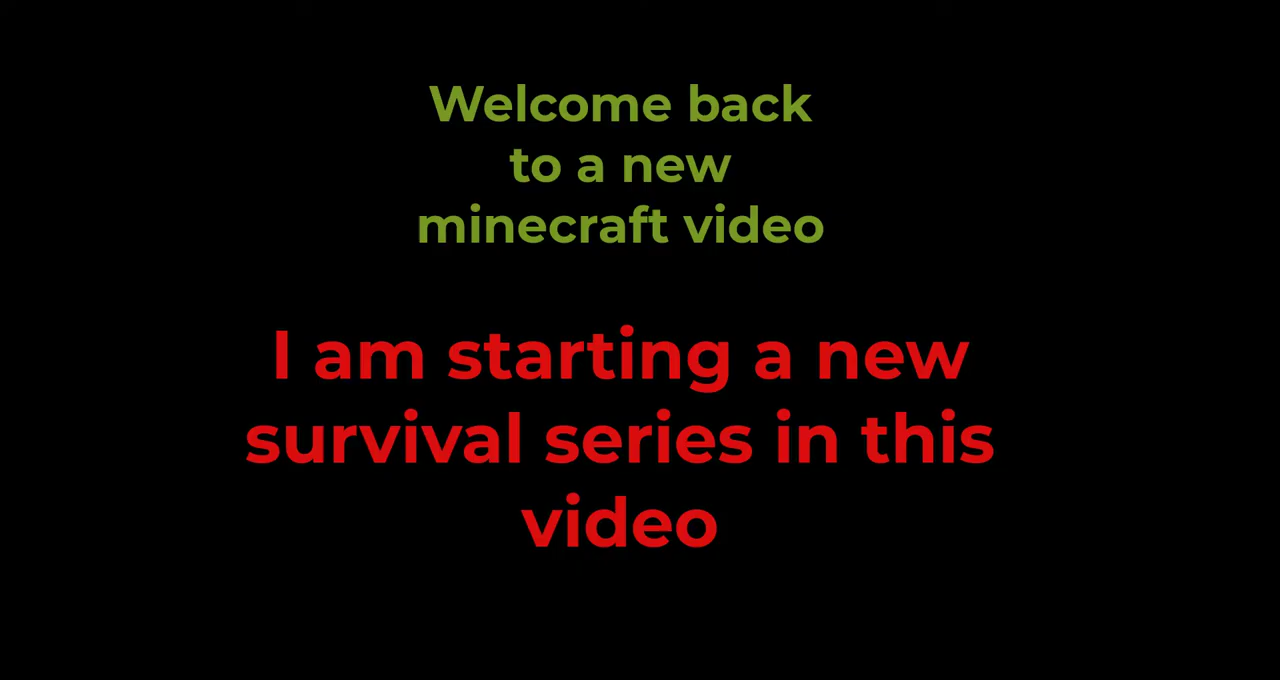 Welcome back
to a new
minecraft video
I am starting a new
survival series in this
video